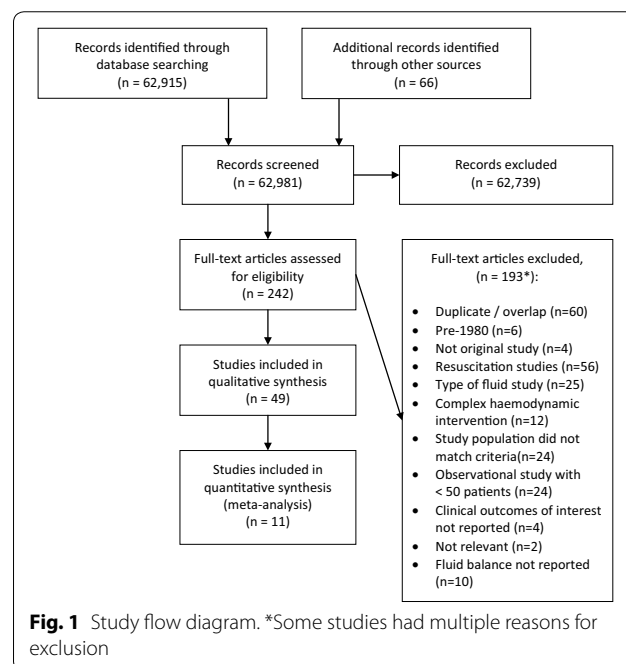 Records identified through
database searching
(n = 62,915)
Additional records identified
through other sources
(n = 66)
Records screened
(n = 62,981)
Records excluded
(n = 62,739)
Full-text articles assessed
for eligibility
(n = 242)
Full-text articles excluded,
(n = 193*):
• Duplicate / overlap (n=60)
• Pre-1980 (n=6)
• Not original study (n=4)
• Resuscitation studies (n=56)
• Type of fluid study (n=25)
• Complex haemodynamic
intervention (n=12)
• Study population did not
match criteria(n=24)
• Observational study with
< 50 patients (n=24)
• Clinical outcomes of interest
not reported (n=4)
• Not relevant (n=2)
• Fluid balance not reported
(n=10)
Studies included in
qualitative synthesis
n = 49
Studies included in
quantitative synthesis
(meta-analysis)
n = 11
Fig. 1 Study flow diagram. *Some studies had multiple reasons for
exclusion